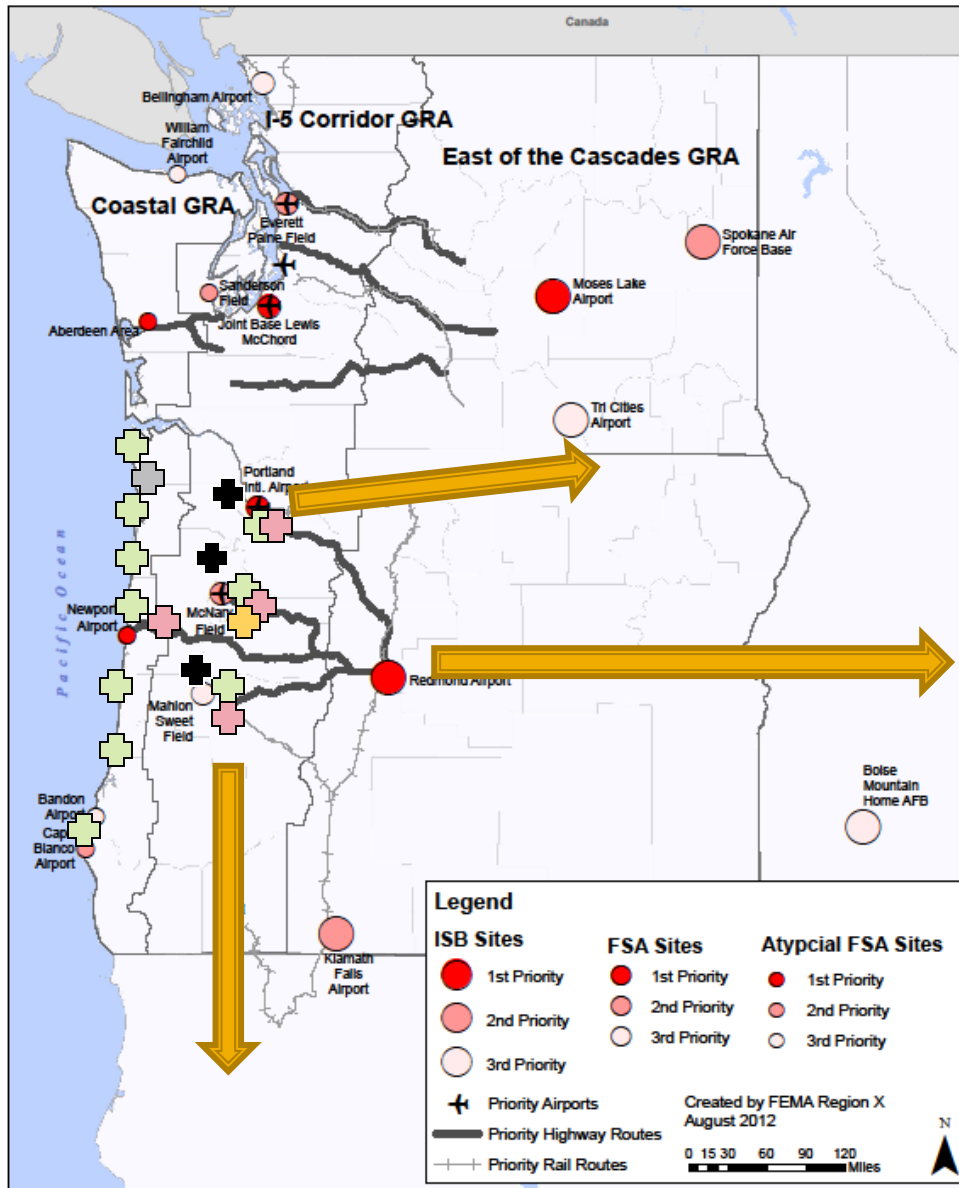 Canada
Bellingham Airport
I-5 Corridor GRA
William
Fairchild
Airport
East of the Cascades GRA
Coastal GRA
Everett
Paine Field
Spokane Air
Force Base
Sanderson
Field
Moses Lake
Airport
Joint Base Lewis
McChord
Aberdeen Area
Tri Cities
Airport
Portland
Intl. Airport
Pacific Ocean
Newport
Airport
McNary
Field
Redmond Airport
Mahlon
Sweet
Field
Boise
Mountain
Home AFB
Bandon
Airport
Cape
Blanco
Airport
Klamath
Falls
Airport
Legend
ISB Sites
1st Priority
2nd Priority
3rd Priority
FSA Sites
1st Priority
2nd Priority
3rd Priority
Atypcial FSA Sites
1st Priority
2nd Priority
3rd Priority
Priority Airports
Priority Highway Routes
Priority Rail Routes
Created by FEMA Region X
August 2012
0 15 30 60 90 120
Miles
N